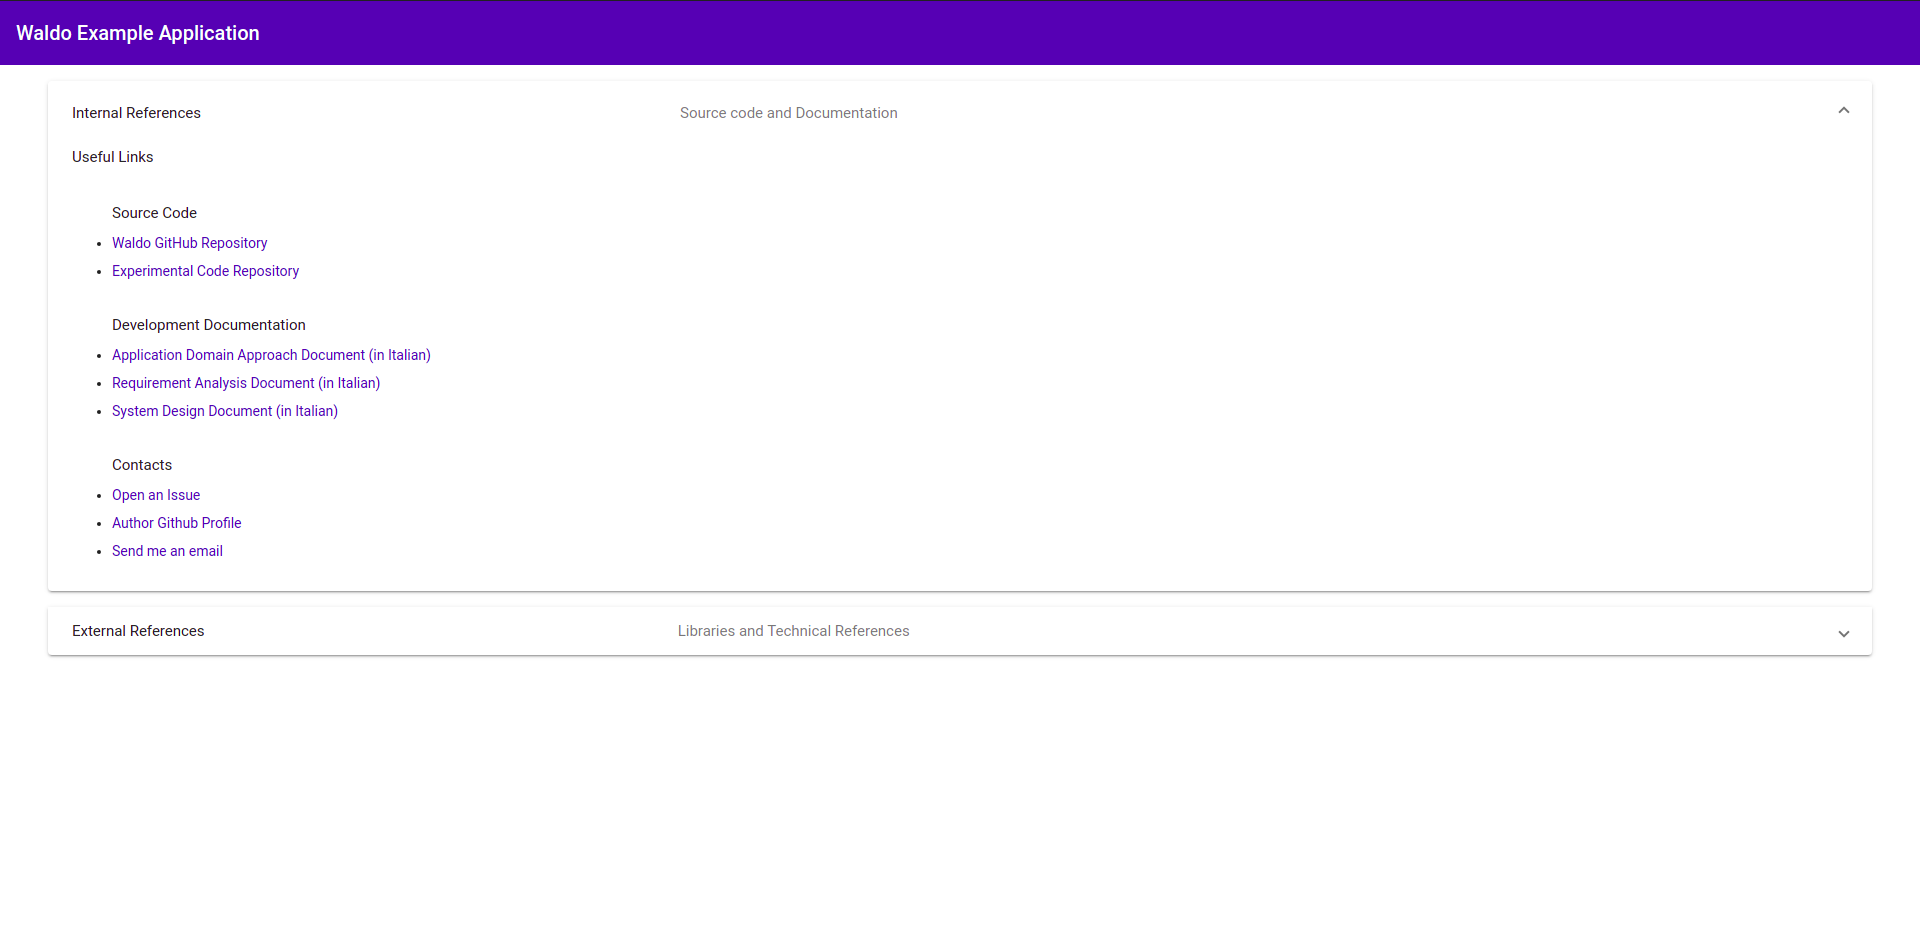 Waldo Example Application
Internal References
Source code and Documentation
Useful Links
Source Code
Waldo GitHub Repository
Experimental Code Repository
Development Documentation
Application Domain Approach Document (in Italian)
Requirement Analysis Document (in Italian)
System Design Document (in Italian)
Contacts
Open an Issue
Author Github Profile
Send me an email
External References
Libraries and Technical References